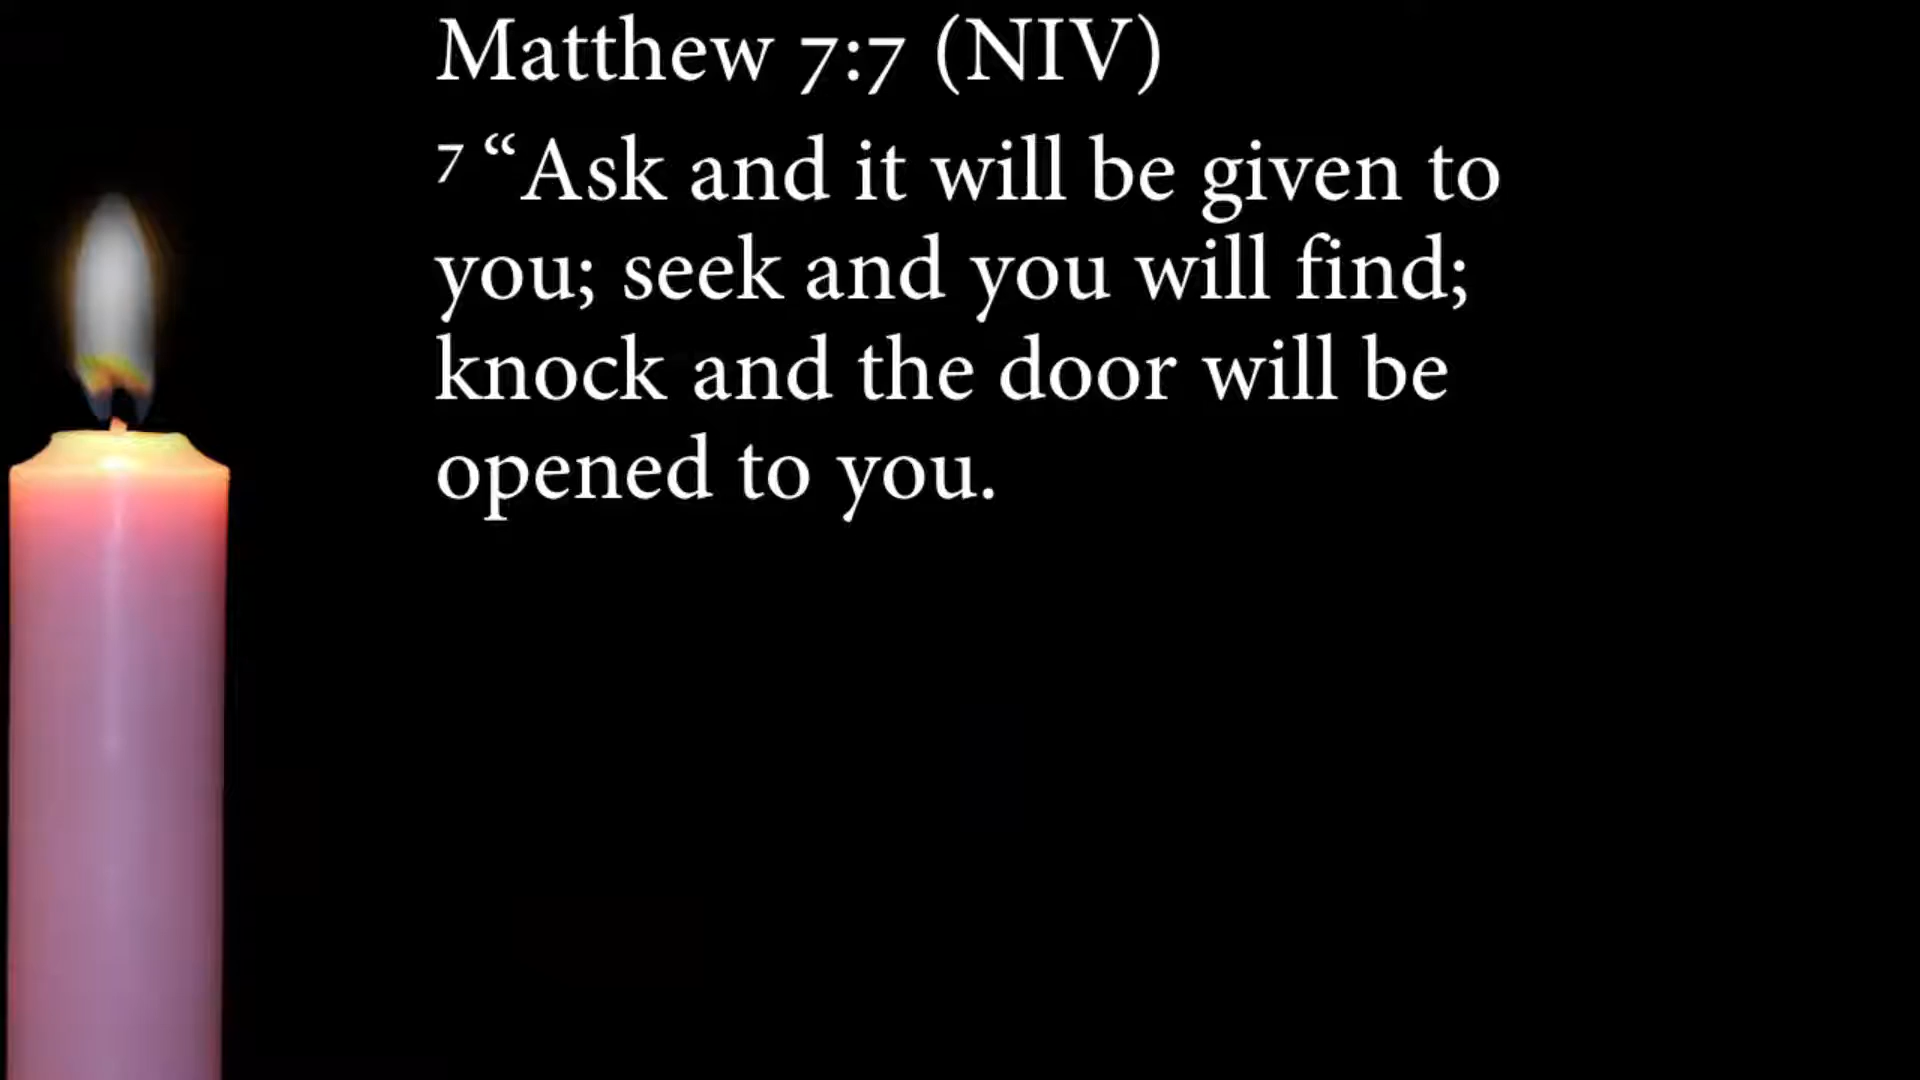 Matthew 7:7 (NIV)
⁷ “Ask and it will be given to
you; seek and you will find;
knock and the door will be
opened to you.